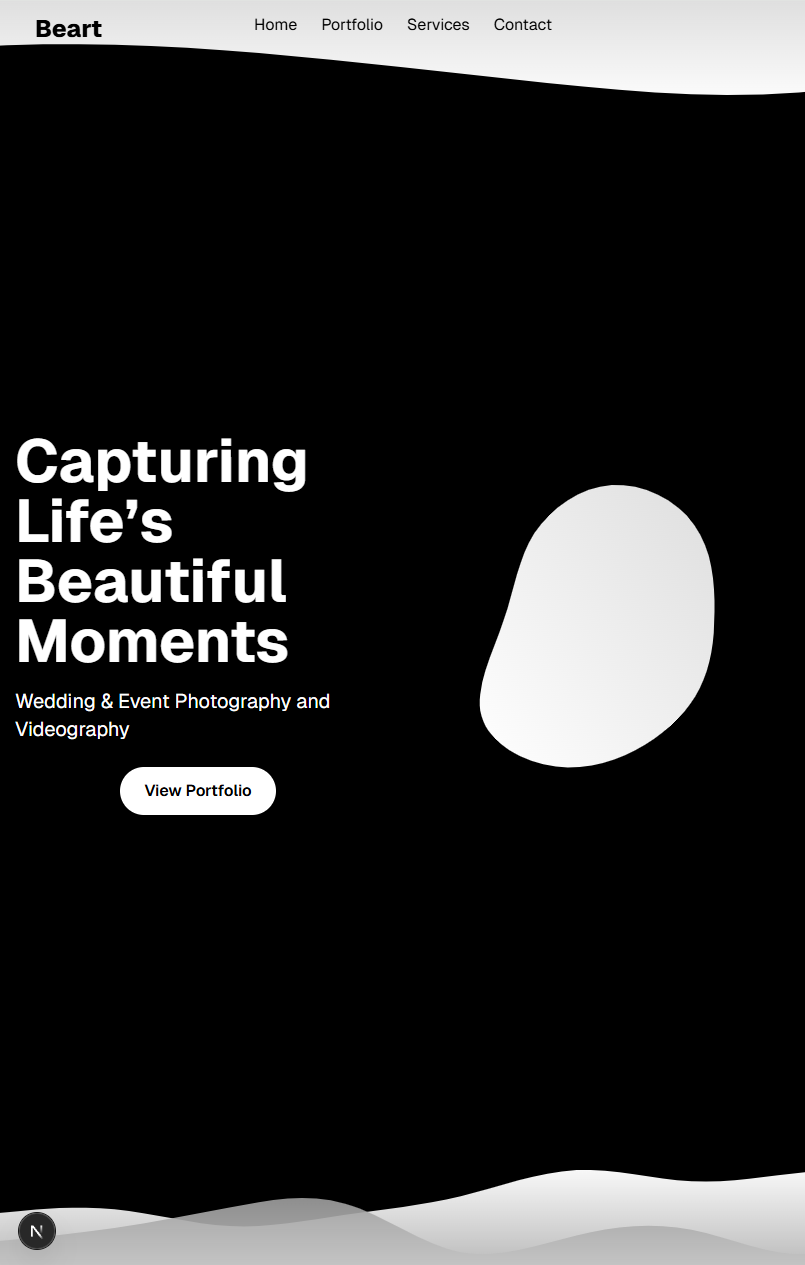 Beart
Home Portfolio Services Contact
Capturing
Life’s
Beautiful
Moments
Wedding & Event Photography and
Videography
View Portfolio
N